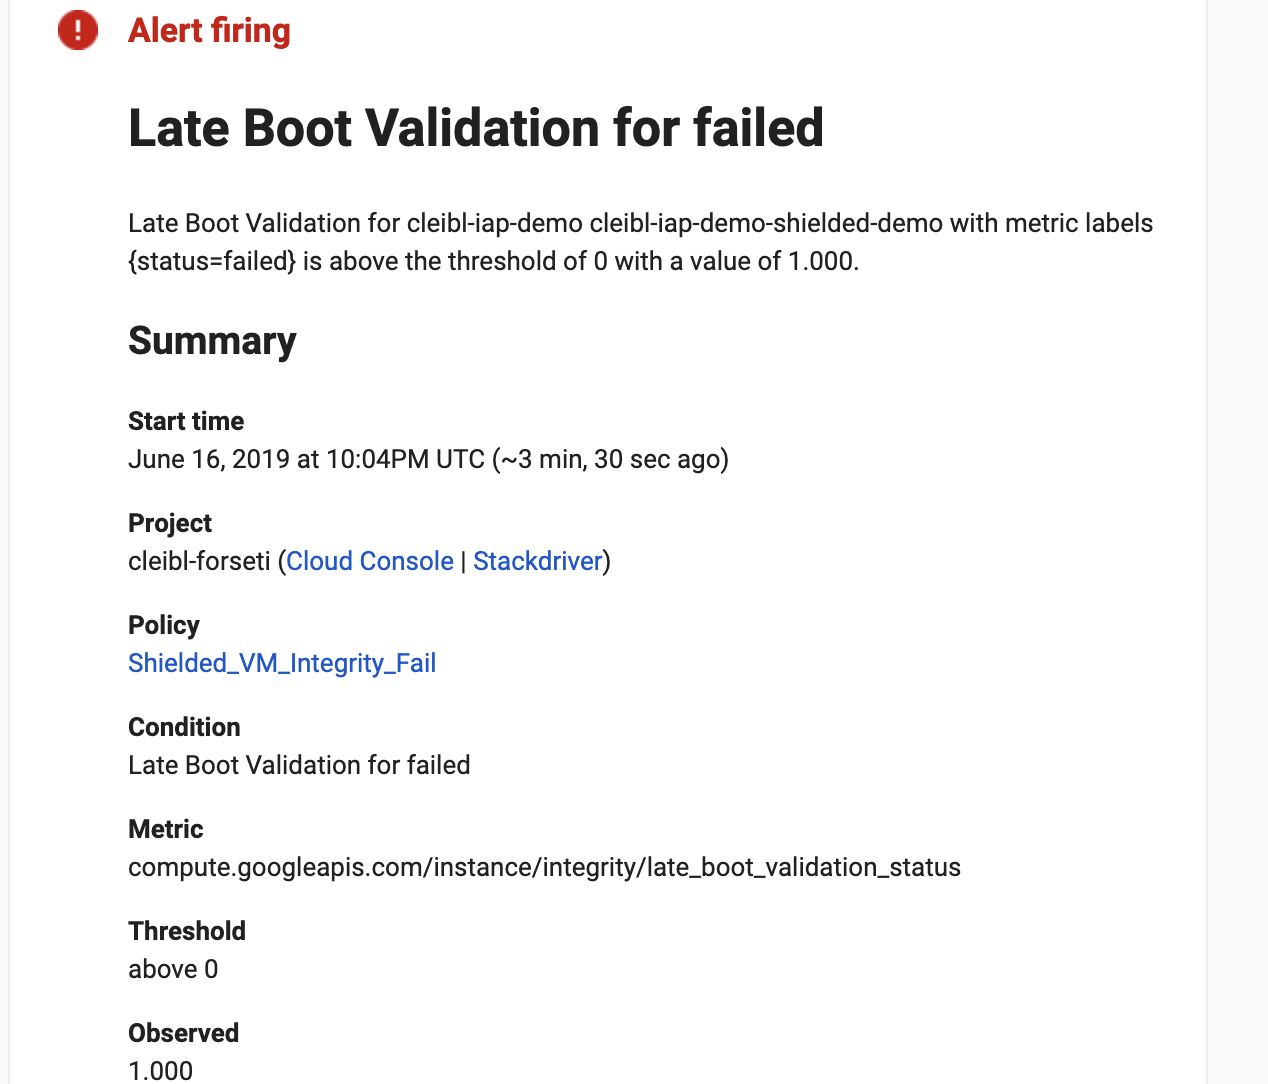 Alert firing
Late Boot Validation for failed
Late Boot Validation for cleibl-iap-demo cleibl-iap-demo-shielded-demo with metric labels
{status=failed} is above the threshold of 0 with a value of 1.000.
Summary
Start time
June 16, 2019 at 10:04PM UTC (~3 min, 30 sec ago)
Project
cleibl-forseti (Cloud Console | Stackdriver)
Policy
Shielded_VM_Integrity_Fail
Condition
Late Boot Validation for failed
Metric
compute.googleapis.com/instance/integrity/late_boot_validation_status
Threshold
above 0
Observed
1.000